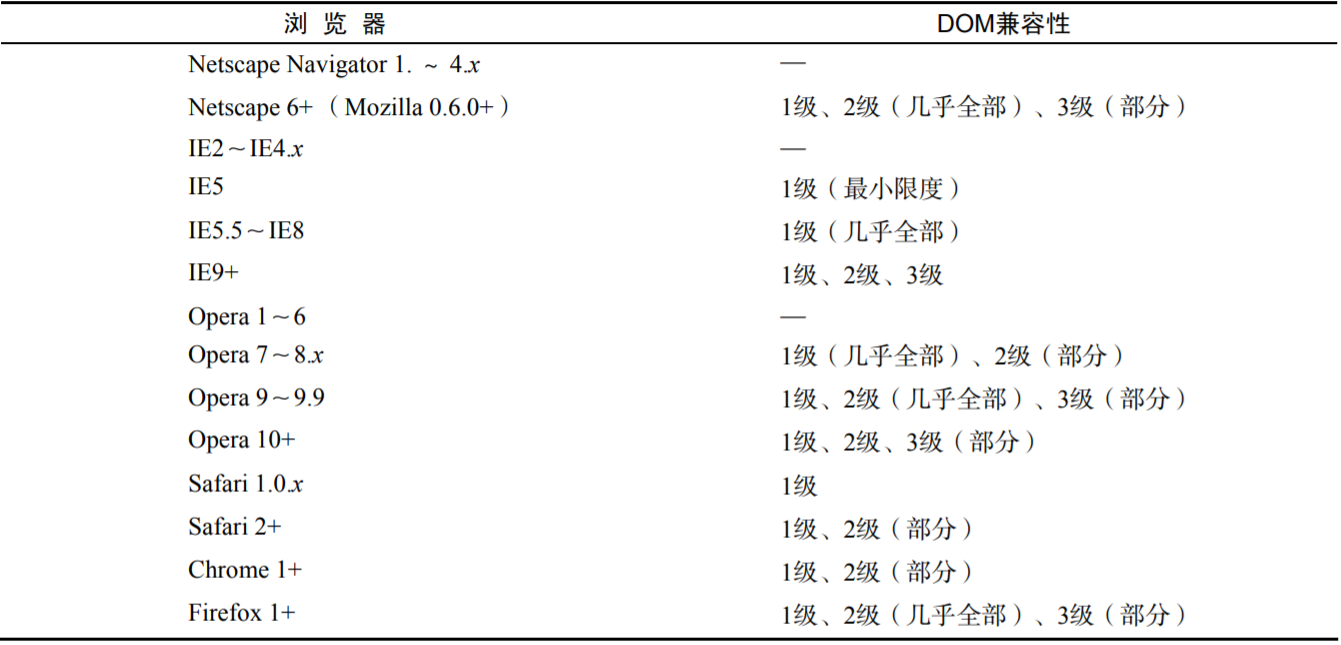 浏 览 器 DOM兼容性
Netscape Navigator 1. ~ 4.x —
Netscape 6+（Mozilla 0.6.0+） 1级、2级（几乎全部）、3级（部分）
IE2～IE4.x —
IE5 1级（最小限度）
IE5.5～IE8 1级（几乎全部）
IE9+ 1级、2级、3级
Opera 1～6 —
Opera 7～8.x 1级（几乎全部）、2级（部分）
Opera 9～9.9 1级、2级（几乎全部）、3级（部分）
Opera 10+ 1级、2级、3级（部分）
Safari 1.0.x 1级
Safari 2+ 1级、2级（部分）
Chrome 1+ 1级、2级（部分）
Firefox 1+ 1级、2级（几乎全部）、3级（部分）